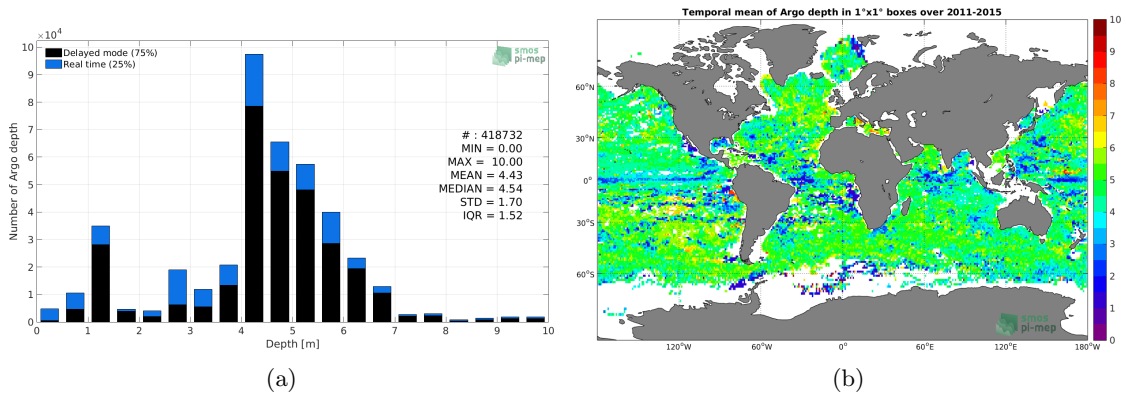 ×10⁴
Delayed mode (75%)
Real time (25%)
smos
pi-mep
# : 418732
MIN = 0.00
MAX = 10.00
MEAN = 4.43
MEDIAN = 4.54
STD = 1.70
IQR = 1.52
Number of Argo depth
10
9
8
7
6
5
4
3
2
1
0
0 1 2 3 4 5 6 7 8 9 10
Depth [m]
(a)
Temporal mean of Argo depth in 1°x1° boxes over 2011-2015
60°N
30°N
0°
30°S
60°S
120°W 60°W 0° 60°E 120°E 180°W
smos
pi-mep
10
9
8
7
6
5
4
3
2
1
0
(b)